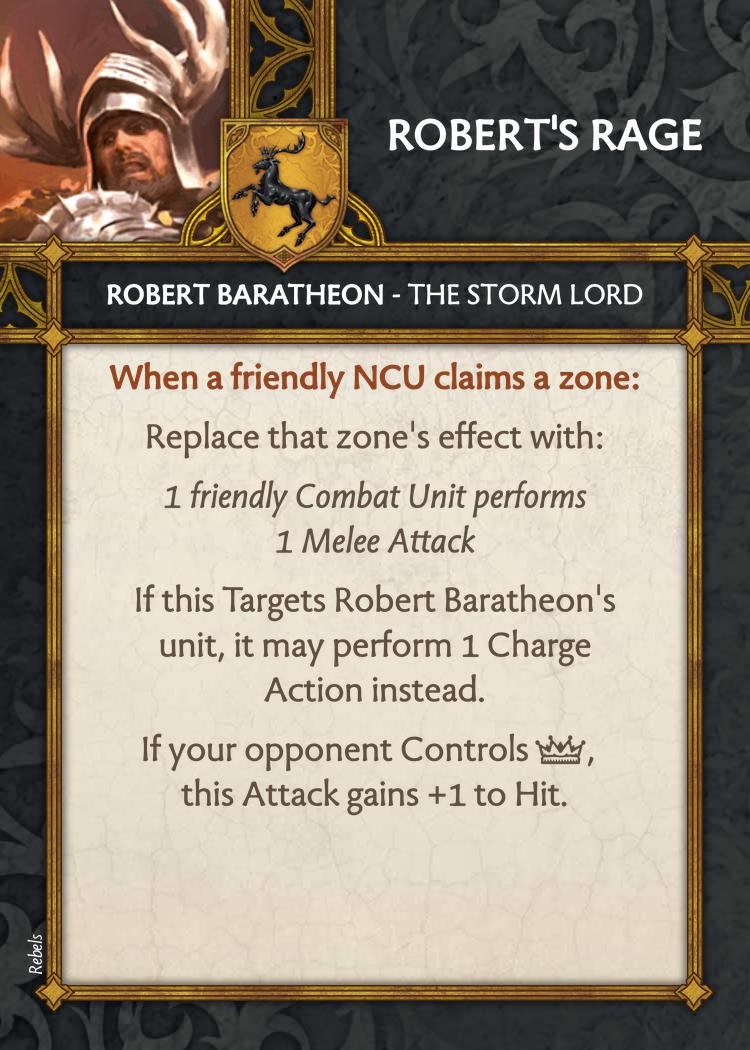 ROBERT'S RAGE
ROBERT BARATHEON - THE STORM LORD
When a friendly NCU claims a zone:
Replace that zone's effect with:
1 friendly Combat Unit performs
1 Melee Attack
If this Targets Robert Baratheon's
unit, it may perform 1 Charge
Action instead.
If your opponent Controls ,
this Attack gains +1 to Hit.
Rebels